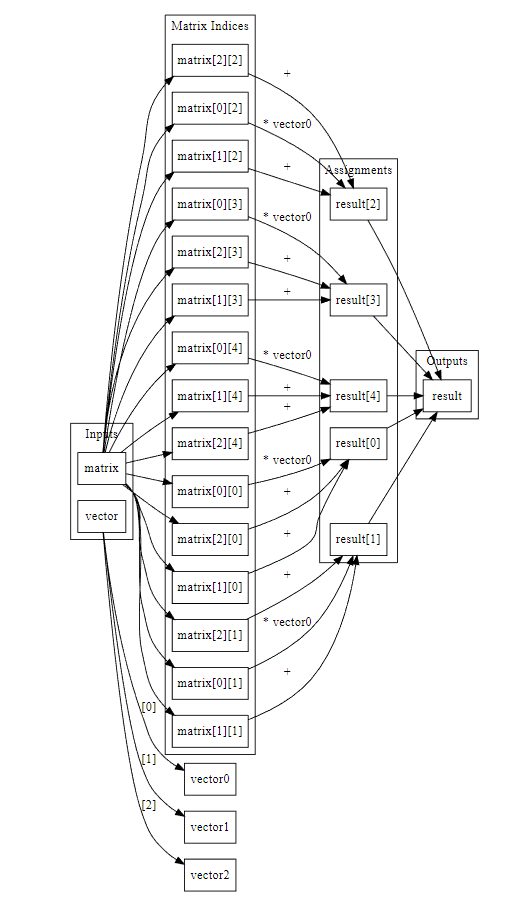 Matrix Indices
matrix[2][2]
+
matrix[0][2]
* vector0
matrix[1][2]
+
Assignments
matrix[0][3]
* vector0
result[2]
matrix[2][3]
+
matrix[1][3]
+
result[3]
matrix[0][4]
* vector0
Outputs
matrix[1][4]
+
result[4]
result
+
matrix[2][4]
result[0]
Inputs
matrix
* vector0
matrix[0][0]
+
vector
matrix[2][0]
+
result[1]
matrix[1][0]
+
matrix[2][1]
* vector0
matrix[0][1]
+
[0]
matrix[1][1]
[1]
vector0
[2]
vector1
vector2